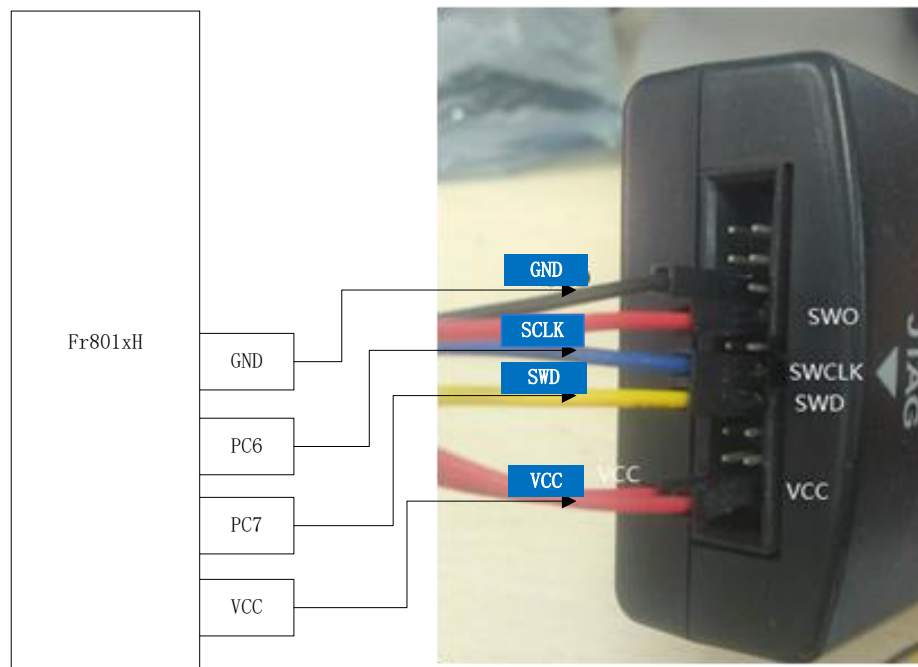 Fr801xH
GND
PC6
PC7
VCC
GND
SCLK
SWD
VCC
VCC
SWO
SWCLK
SWD
VCC
JTAG